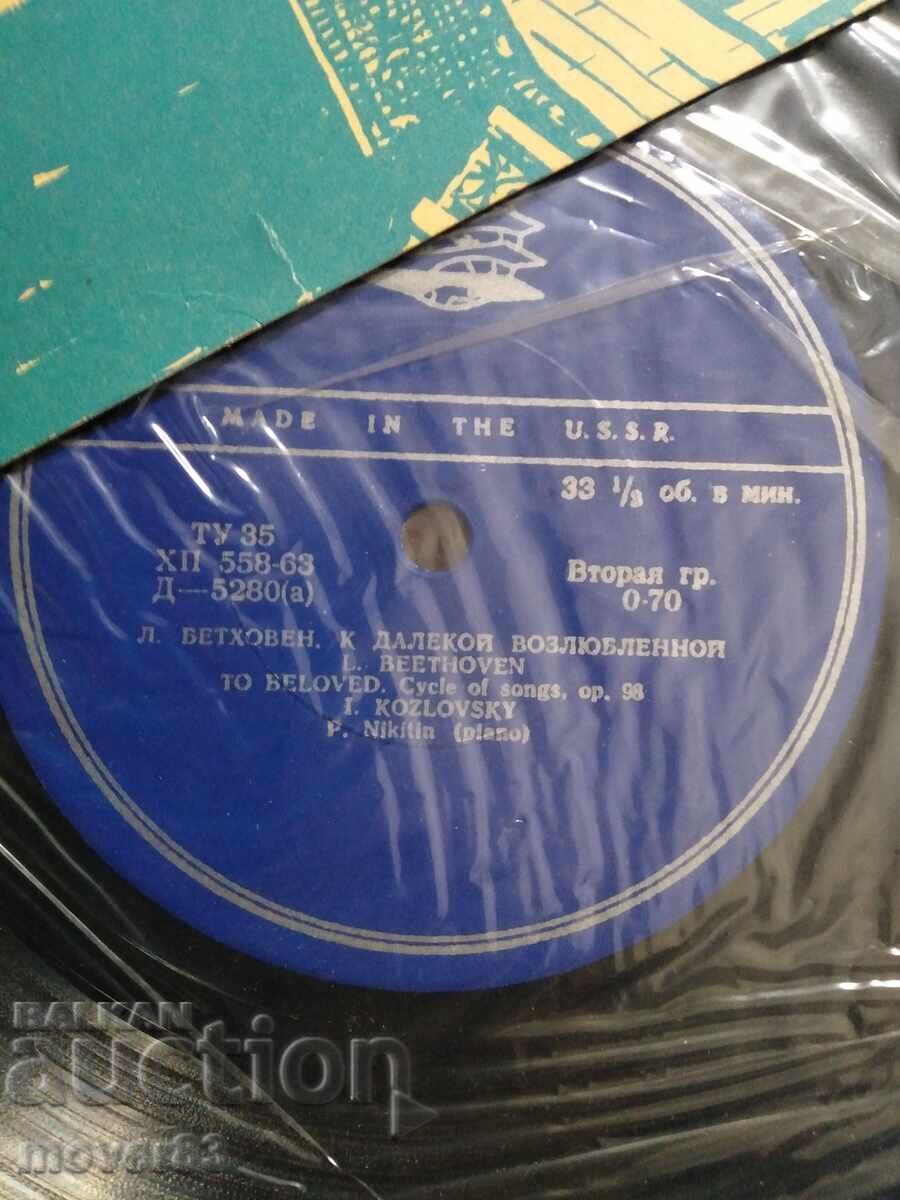 MADE IN THE U.S.S.R.
33 1/3 об. в мин.
ТУ 35
ХП 558-63
Д—5280(а)
Вторая гр.
0-70
Л. БЕТХОВЕН. К ДАЛЕКОЙ ВОЗЛЮБЛЕННОЙ
L. BEETHOVEN
TO BELOVED. Cycle of songs, op. 98
I. KOZLOVSKY
P. Nikitin (piano)
BALKAN
auction
movar83